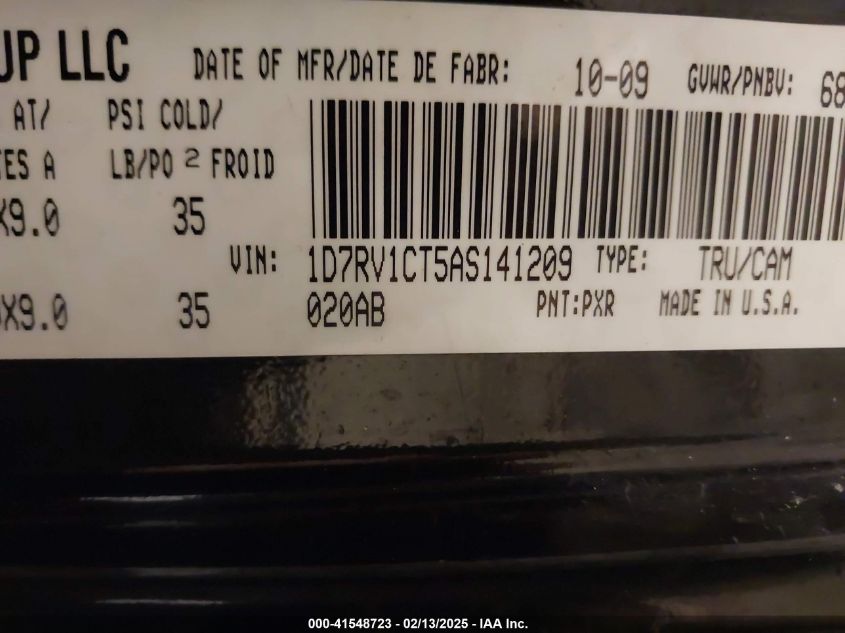 UP LLC DATE OF MFR/DATE DE FABR: 10-09 GVWR/PNBV: 68
AT/ PSI COLD/
A LB/PO 2 FROID
X9.0 35
VIN: 1D7RV1CT5AS141209 TYPE: TRU/CAM
X9.0 35 020AB PNT:PXR MADE IN U.S.A.
000-41548723 - 02/13/2025 - IAA Inc.